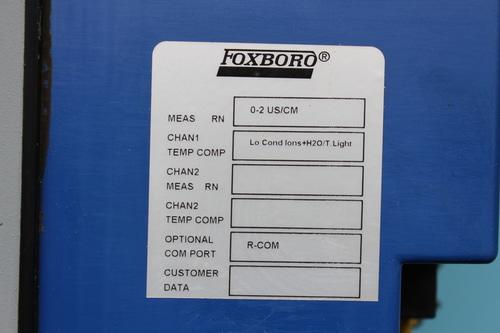 FOXBORO®
MEAS RN 0-2 US/CM
CHAN1
TEMP COMP Lo Cond Ions+H2O/T.Light
CHAN2
MEAS RN
CHAN2
TEMP COMP
OPTIONAL
COM PORT R-COM
CUSTOMER
DATA